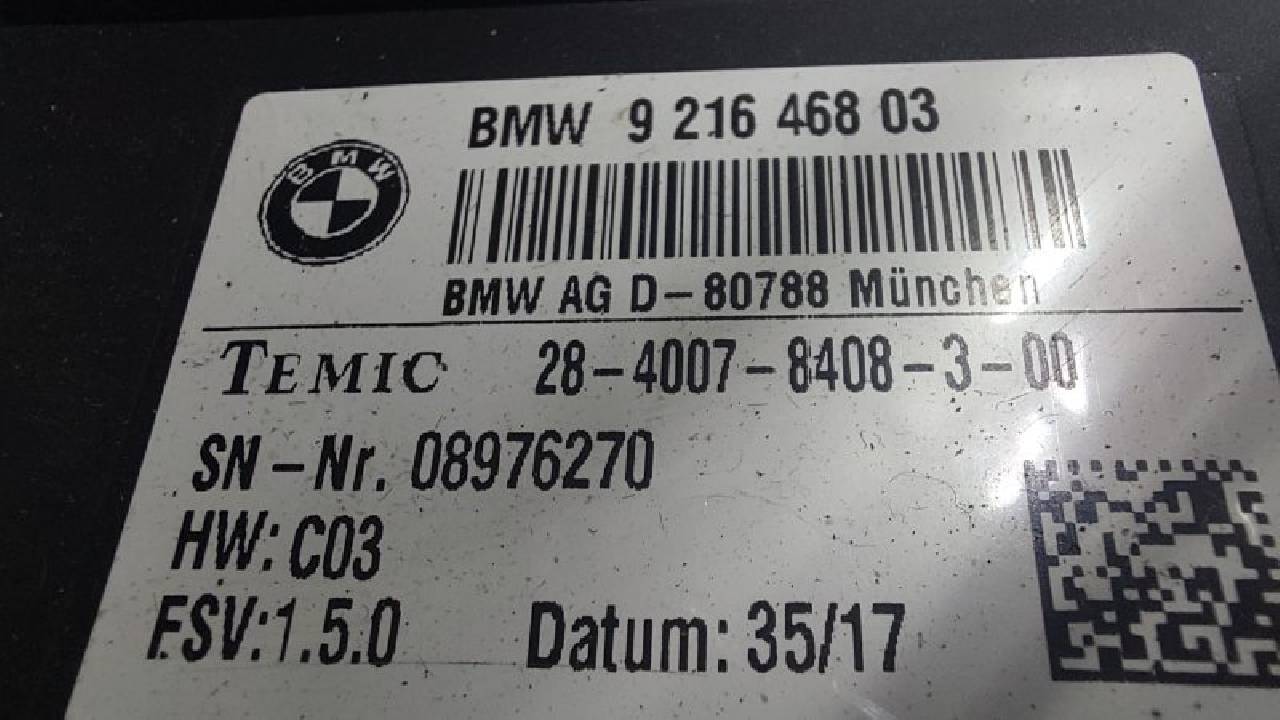 BMW 9 216 468 03
BMW
BMW AG D-80788 München
TEMIC 28-4007-8408-3-00
SN-Nr. 08976270
HW: C03
FSV:1.5.0 Datum: 35/17